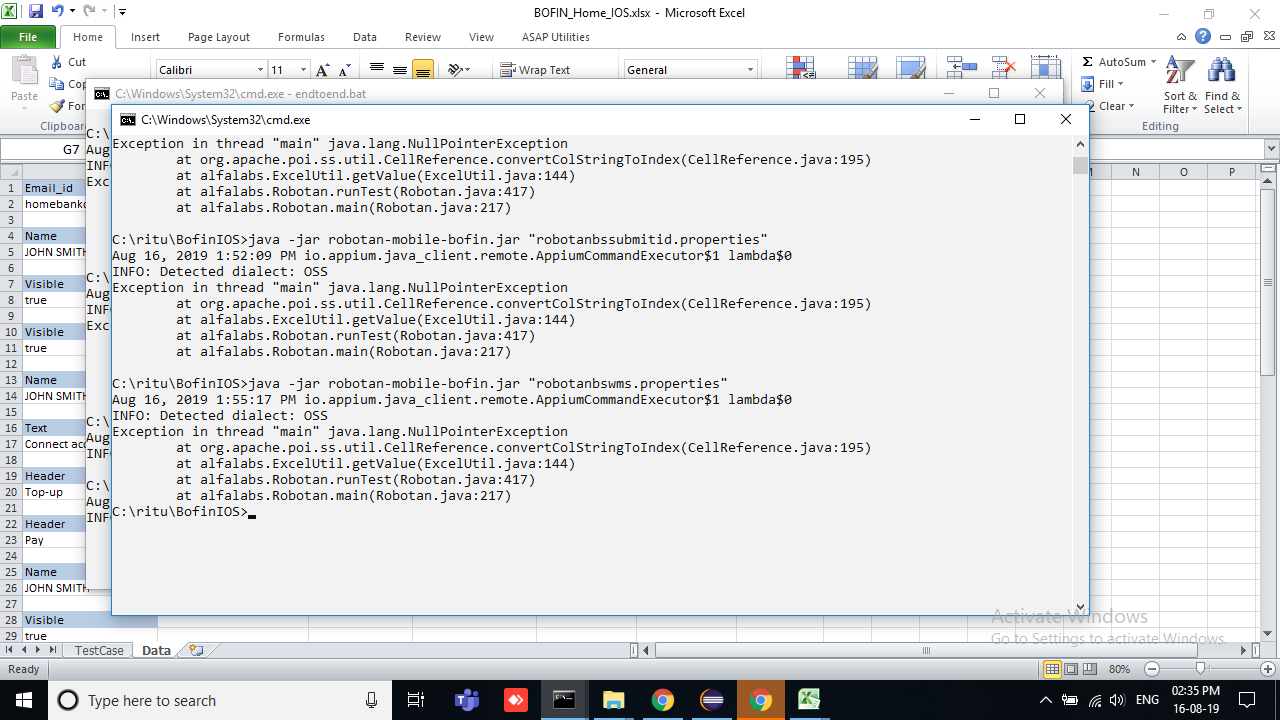 BOFIN_Home_IOS.xlsx - Microsoft Excel
File Home Insert Page Layout Formulas Data Review View ASAP Utilities
Cut
Calibri 11 Wrap Text General AutoSum
Fill
Paste Sort & Find &
Clear Filter Select
Editing
C:\Windows\System32\cmd.exe - endtoend.bat
C:\Windows\System32\cmd.exe
G7
N O P
Exception in thread "main" java.lang.NullPointerException
at org.apache.poi.ss.util.CellReference.convertColStringToIndex(CellReference.java:195)
at alfalabs.ExcelUtil.getValue(ExcelUtil.java:144)
at alfalabs.Robotan.runTest(Robotan.java:417)
at alfalabs.Robotan.main(Robotan.java:217)
C:\ritu\BofinIOS>java -jar robotan-mobile-bofin.jar "robotanbssubmitid.properties"
Aug 16, 2019 1:52:09 PM io.appium.java_client.remote.AppiumCommandExecutor$1 lambda$0
INFO: Detected dialect: OSS
Exception in thread "main" java.lang.NullPointerException
at org.apache.poi.ss.util.CellReference.convertColStringToIndex(CellReference.java:195)
at alfalabs.ExcelUtil.getValue(ExcelUtil.java:144)
at alfalabs.Robotan.runTest(Robotan.java:417)
at alfalabs.Robotan.main(Robotan.java:217)
C:\ritu\BofinIOS>java -jar robotan-mobile-bofin.jar "robotanbswms.properties"
Aug 16, 2019 1:55:17 PM io.appium.java_client.remote.AppiumCommandExecutor$1 lambda$0
INFO: Detected dialect: OSS
Exception in thread "main" java.lang.NullPointerException
at org.apache.poi.ss.util.CellReference.convertColStringToIndex(CellReference.java:195)
at alfalabs.ExcelUtil.getValue(ExcelUtil.java:144)
at alfalabs.Robotan.runTest(Robotan.java:417)
at alfalabs.Robotan.main(Robotan.java:217)
C:\ritu\BofinIOS>
1 Email_id
2
3
4 Name
5 JOHN SMITH
6
7 Visible
8 true
9
10 Visible
11 true
12
13 Name
14 JOHN SMITH
15
16 Text
17 Connect
18
19 Header
20 Top-up
21
22 Header
23 Pay
24
25 Name
26 JOHN SMITH
27
28 Visible
29 true
Activate Windows
Go to Settings to activate Windows.
TestCase Data
Ready 80%
Type here to search
ENG 02:35 PM
16-08-19